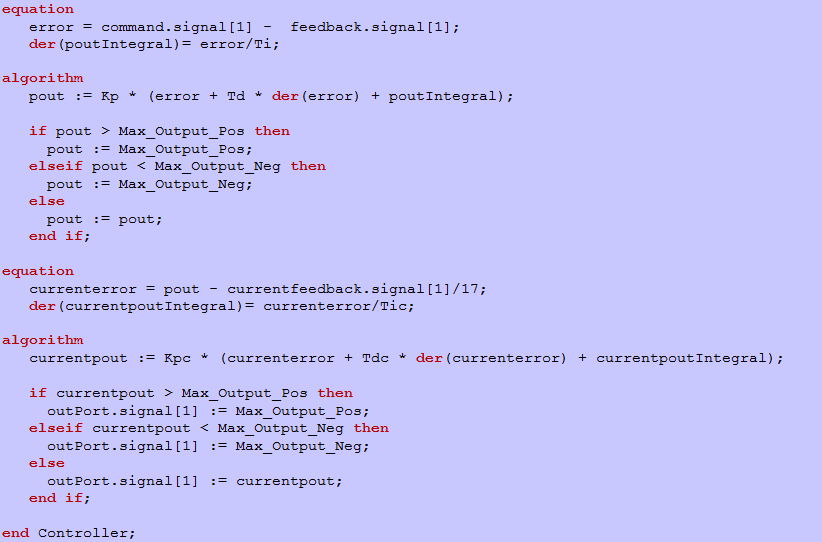 equation
   error = command.signal[1] -  feedback.signal[1];
   der(poutIntegral)= error/Ti;

algorithm
   pout := Kp * (error + Td * der(error) + poutIntegral);

   if pout > Max_Output_Pos then
     pout := Max_Output_Pos;
   elseif pout < Max_Output_Neg then
     pout := Max_Output_Neg;
   else
     pout := pout;
   end if;

equation
   currenterror = pout - currentfeedback.signal[1]/17;
   der(currentpoutIntegral)= currenterror/Tic;

algorithm
   currentpout := Kpc * (currenterror + Tdc * der(currenterror) + currentpoutIntegral);

   if currentpout > Max_Output_Pos then
     outPort.signal[1] := Max_Output_Pos;
   elseif currentpout < Max_Output_Neg then
     outPort.signal[1] := Max_Output_Neg;
   else
     outPort.signal[1] := currentpout;
   end if;

end Controller;